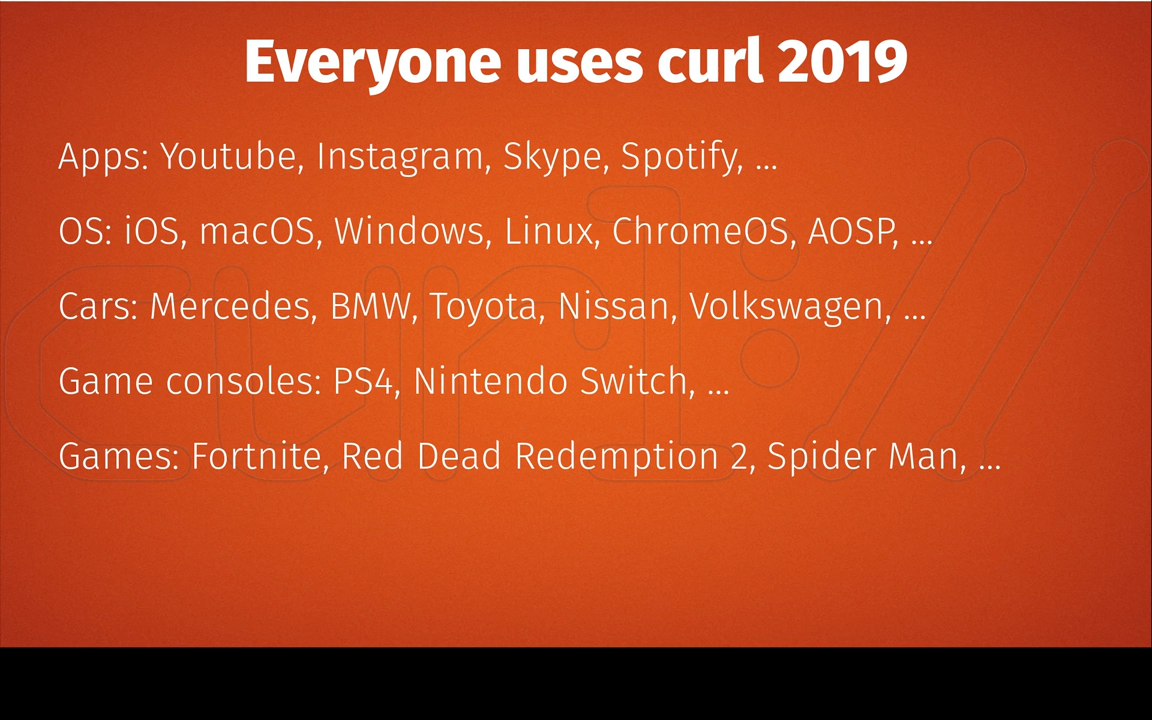 Everyone uses curl 2019
Apps: Youtube, Instagram, Skype, Spotify, ...
OS: iOS, macOS, Windows, Linux, ChromeOS, AOSP, ...
Cars: Mercedes, BMW, Toyota, Nissan, Volkswagen, ...
Game consoles: PS4, Nintendo Switch, ...
Games: Fortnite, Red Dead Redemption 2, Spider Man, ...
curl://